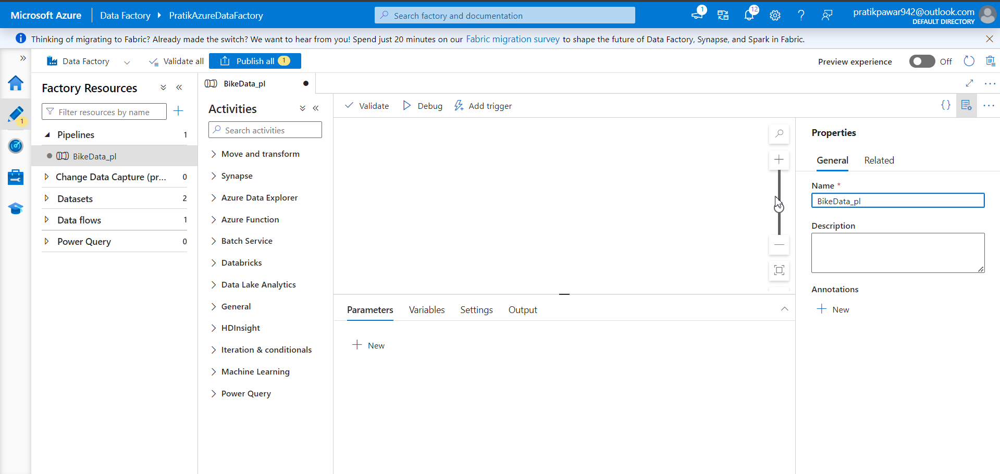 Microsoft Azure Data Factory PratikAzureDataFactory Search factory and documentation 1 12 pratikpawar942@outlook.com
DEFAULT DIRECTORY
Thinking of migrating to Fabric? Already made the switch? We want to hear from you! Spend just 20 minutes on our Fabric migration survey to shape the future of Data Factory, Synapse, and Spark in Fabric.
Data Factory Validate all Publish all 1 Preview experience Off
Factory Resources
Filter resources by name
1
Pipelines 1
BikeData_pl
Change Data Capture (pr... 0
Datasets 2
Data flows 1
Power Query 0
BikeData_pl
Activities
Search activities
Move and transform
Synapse
Azure Data Explorer
Azure Function
Batch Service
Databricks
Data Lake Analytics
General
HDInsight
Iteration & conditionals
Machine Learning
Power Query
Validate Debug Add trigger {}
Parameters Variables Settings Output
New
Properties
General Related
Name *
BikeData_pl
Description
Annotations
New